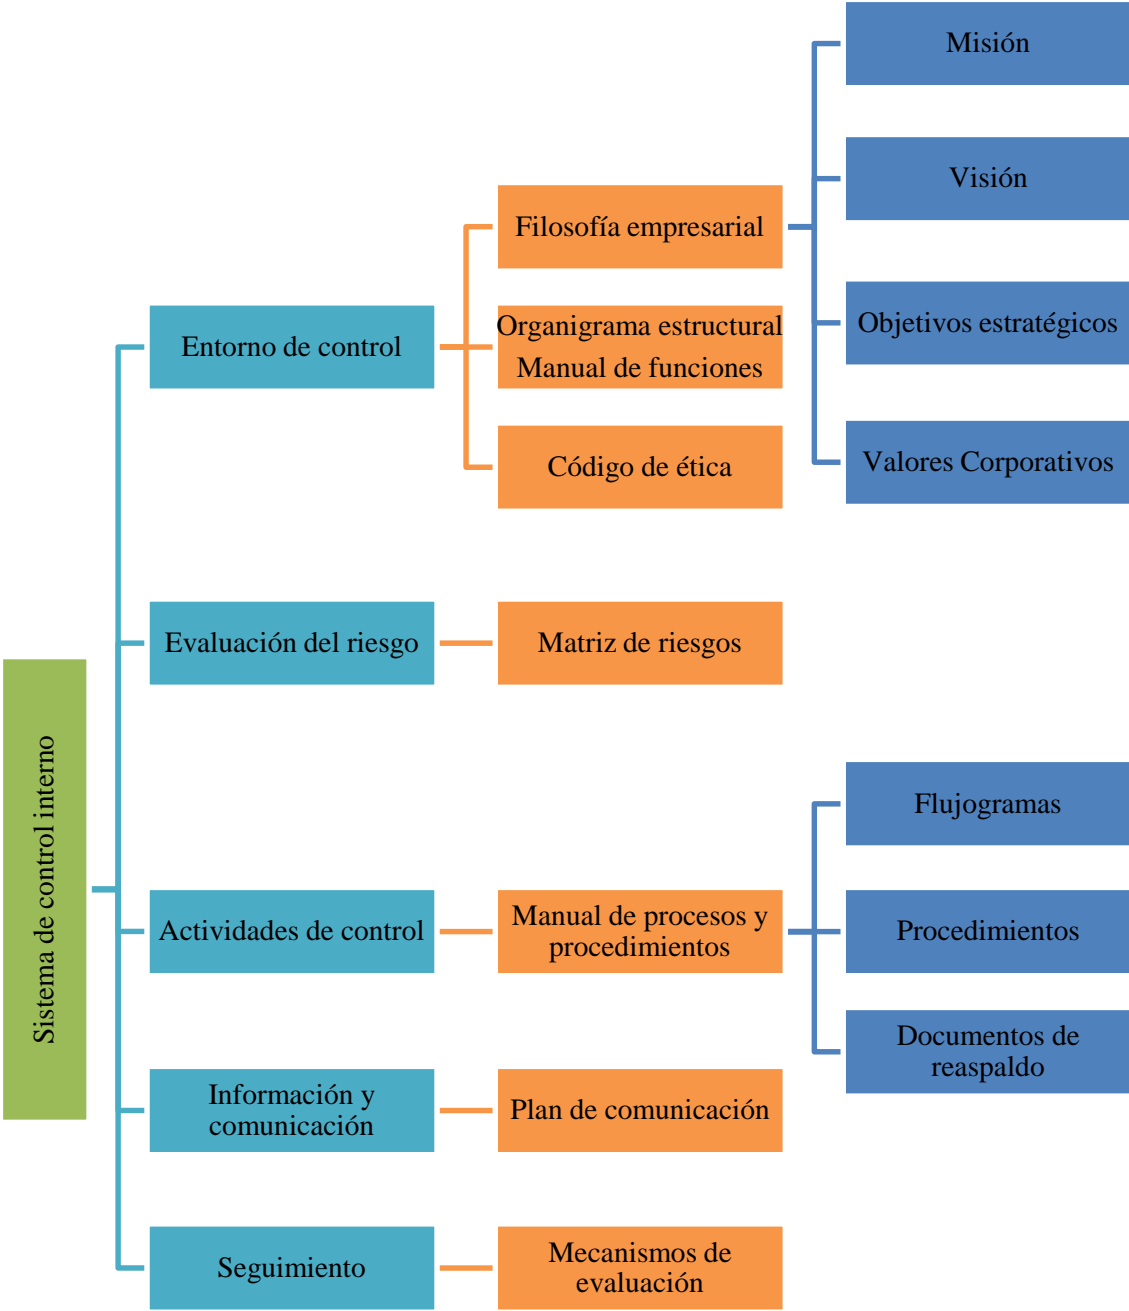 Misión
Visión
Filosofía empresarial
Objetivos estratégicos
Organigrama estructural
Manual de funciones
Entorno de control
Código de ética
Valores Corporativos
Evaluación del riesgo
Matriz de riesgos
Sistema de control interno
Flujogramas
Actividades de control
Manual de procesos y
procedimientos
Procedimientos
Documentos de
reaspaldo
Información y
comunicación
Plan de comunicación
Seguimiento
Mecanismos de
evaluación